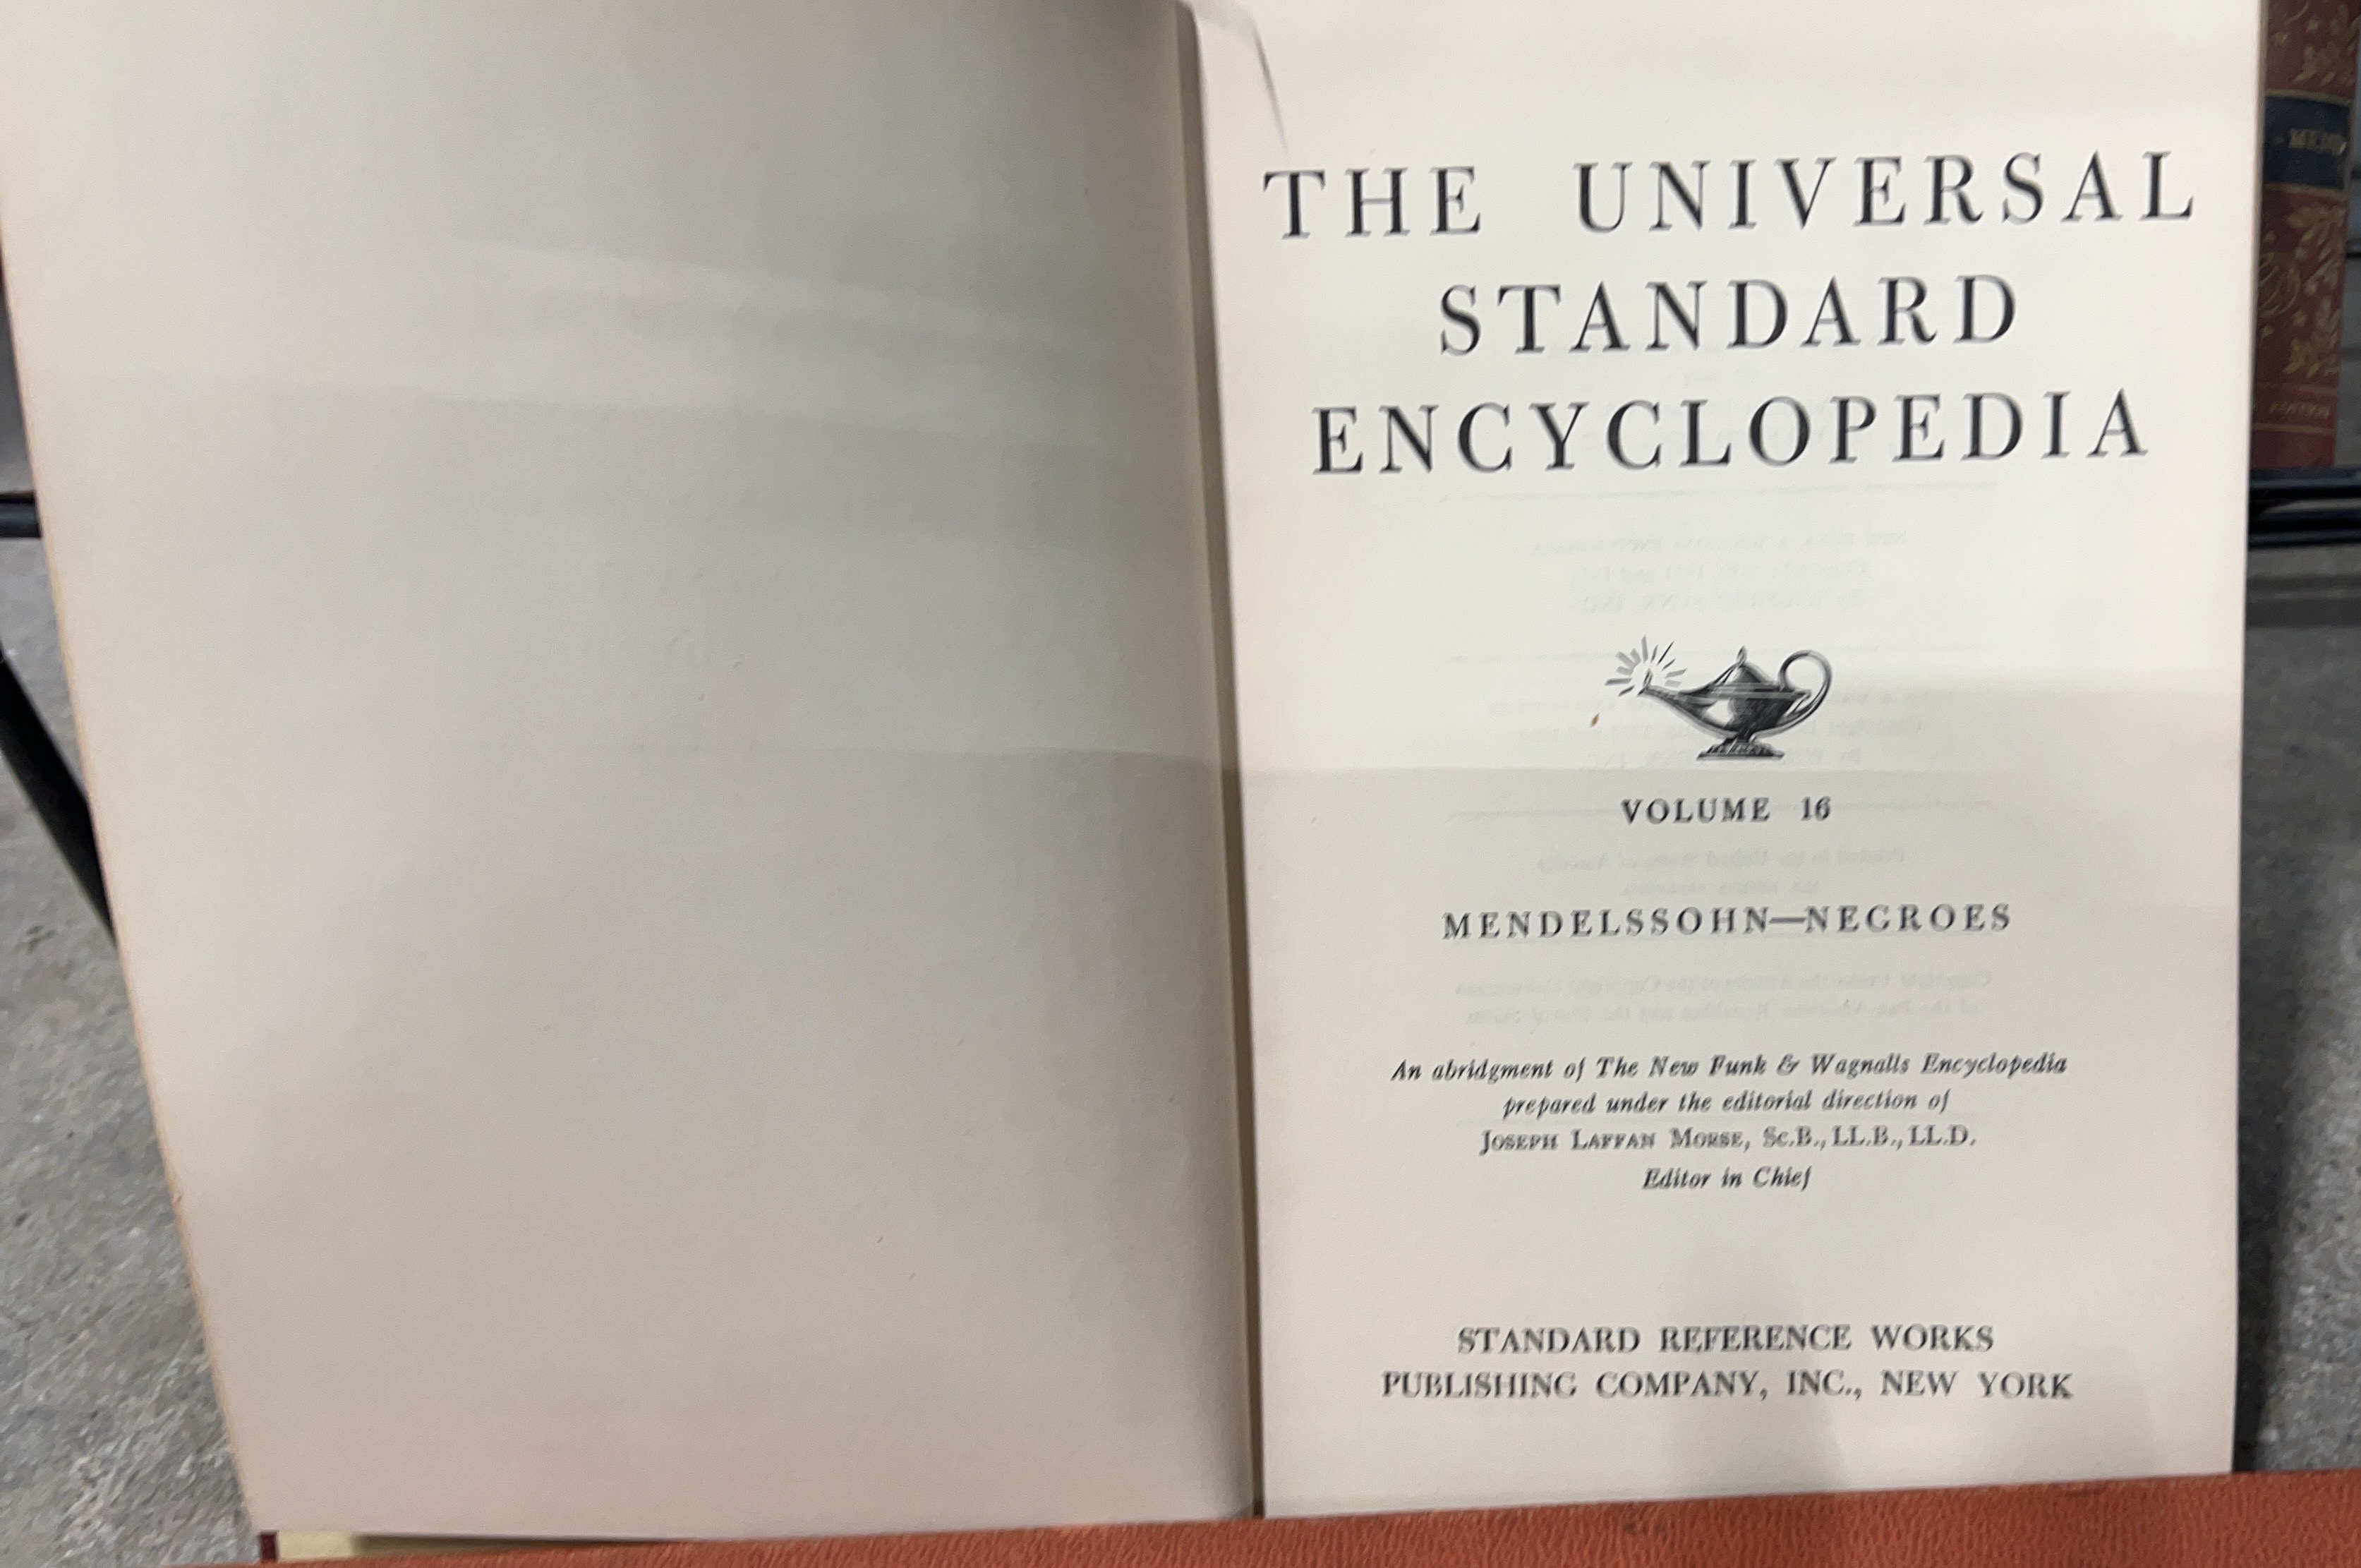 THE UNIVERSAL
STANDARD
ENCYCLOPEDIA
VOLUME 16
MENDELSSOHN—NEGROES
An abridgment of The New Funk & Wagnalls Encyclopedia
prepared under the editorial direction of
JOSEPH LAFFAN MORSE, Sc.B., LL.B., LL.D.
Editor in Chief
STANDARD REFERENCE WORKS
PUBLISHING COMPANY, INC., NEW YORK